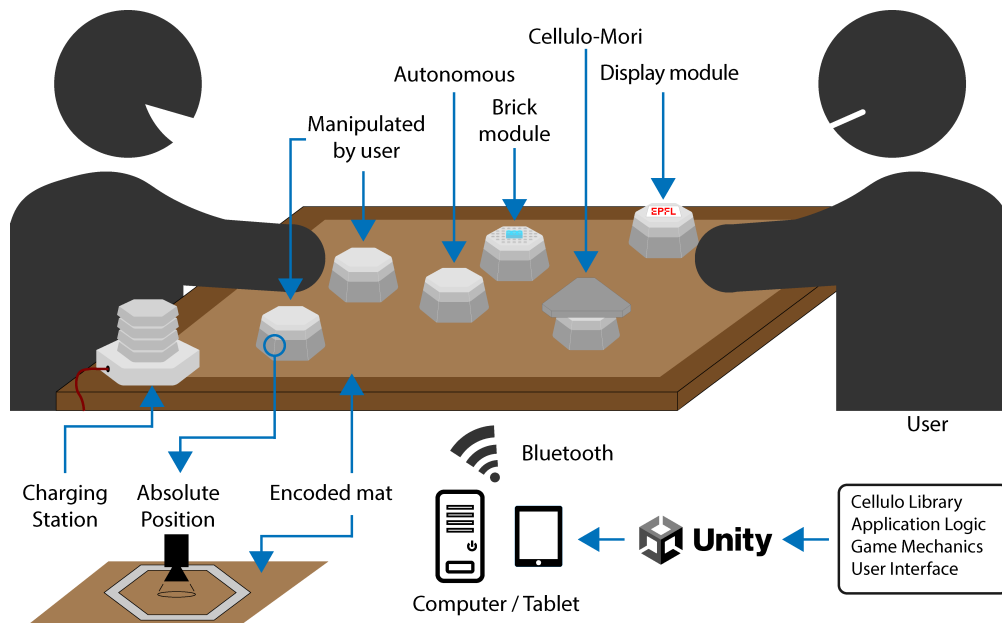 Cellulo-Mori
Autonomous
Display module
Brick
module
Manipulated
by user
EPFL
User
Bluetooth
Charging
Station
Absolute
Position
Encoded mat
Unity
Cellulo Library
Application Logic
Game Mechanics
User Interface
Computer / Tablet